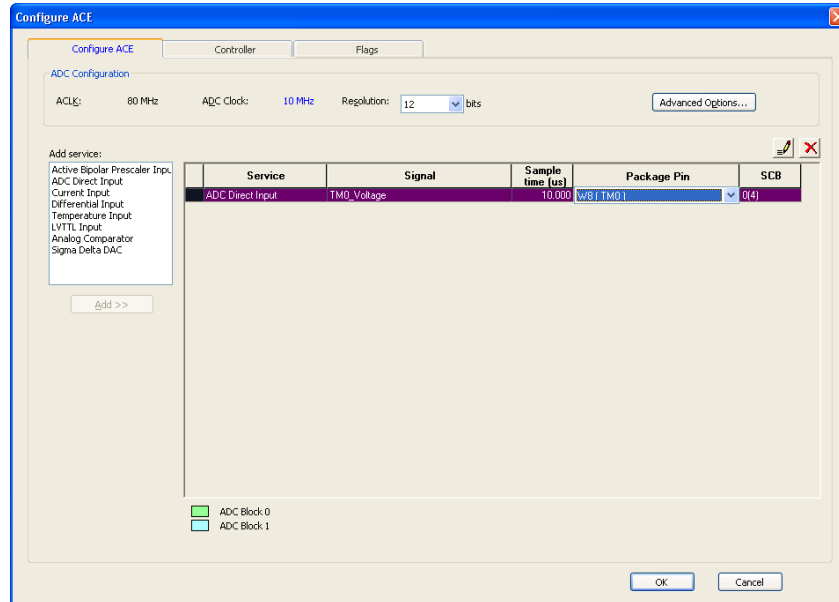 Configure ACE
Configure ACE Controller Flags
ADC Configuration
ACLK: 80 MHz ADC Clock: 10 MHz Resolution: 12 bits Advanced Options...
Add service:
Active Bipolar Prescaler Inpu
ADC Direct Input
Current Input
Differential Input
Temperature Input
LVTTL Input
Analog Comparator
Sigma Delta DAC
Add >>
Service Signal Sample time (us) Package Pin SCB
ADC Direct Input TM0_Voltage 10.000 W8 ( TM0 ) 0(4)
ADC Block 0
ADC Block 1
OK Cancel